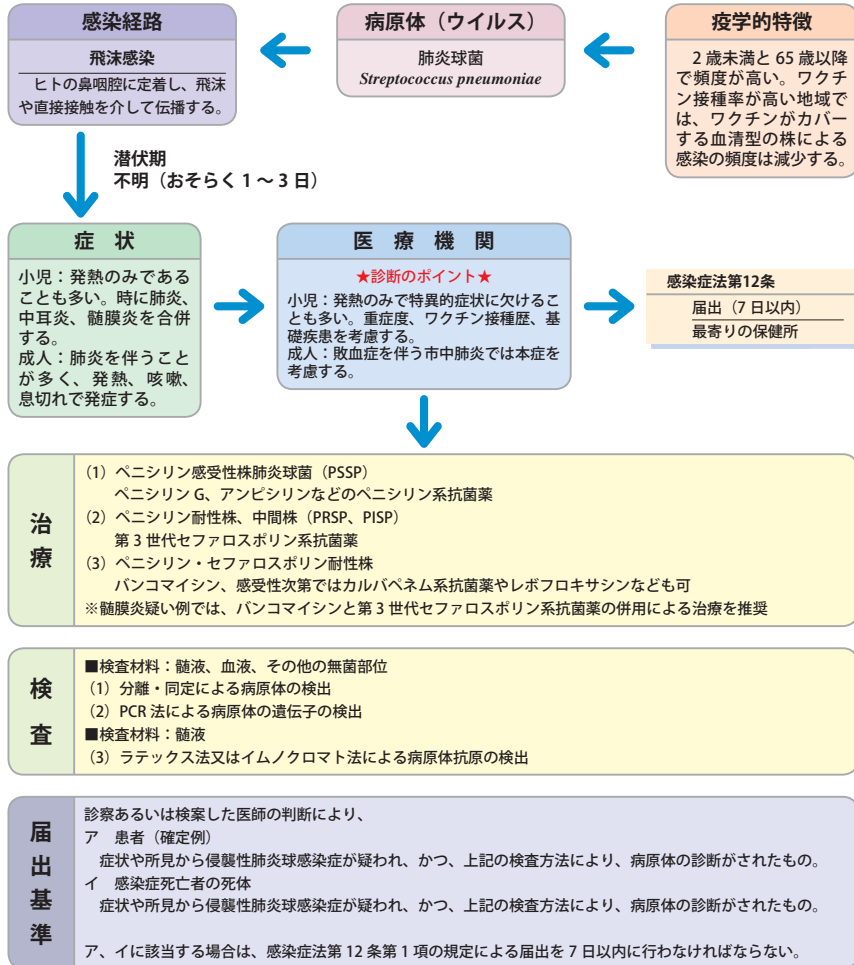 感染経路
飛沫感染
ヒトの鼻咽腔に定着し、飛沫
や直接接触を介して伝播する。
病原体（ウイルス）
肺炎球菌
Streptococcus pneumoniae
疫学的特徴
2 歳未満と 65 歳以降
で頻度が高い。ワクチ
ン接種率が高い地域で
は、ワクチンがカバー
する血清型の株による
感染の頻度は減少する。
潜伏期
不明（おそらく 1 ～ 3 日）
症　状
小児：発熱のみである
ことも多い。時に肺炎、
中耳炎、髄膜炎を合併
する。
成人：肺炎を伴うこと
が多く、発熱、咳嗽、
息切れで発症する。
医　療　機　関
★診断のポイント★
小児：発熱のみで特異的症状に欠けるこ
とも多い。重症度、ワクチン接種歴、基
礎疾患を考慮する。
成人：敗血症を伴う市中肺炎では本症を
考慮する。
感染症法第12条
届出（7 日以内）
最寄りの保健所
治療
（1）ペニシリン感受性株肺炎球菌（PSSP）
ペニシリン G、アンピシリンなどのペニシリン系抗菌薬
（2）ペニシリン耐性株、中間株（PRSP、PISP）
第 3 世代セファロスポリン系抗菌薬
（3）ペニシリン・セファロスポリン耐性株
バンコマイシン、感受性次第ではカルバペネム系抗菌薬やレボフロキサシンなども可
※髄膜炎疑い例では、バンコマイシンと第 3 世代セファロスポリン系抗菌薬の併用による治療を推奨
検査
■検査材料：髄液、血液、その他の無菌部位
（1）分離・同定による病原体の検出
（2）PCR 法による病原体の遺伝子の検出
■検査材料：髄液
（3）ラテックス法又はイムノクロマト法による病原体抗原の検出
届出基準
診察あるいは検案した医師の判断により、
ア　患者（確定例）
症状や所見から侵襲性肺炎球感染症が疑われ、かつ、上記の検査方法により、病原体の診断がされたもの。
イ　感染症死亡者の死体
症状や所見から侵襲性肺炎球感染症が疑われ、かつ、上記の検査方法により、病原体の診断がされたもの。
ア、イに該当する場合は、感染症法第 12 条第 1 項の規定による届出を 7 日以内に行わなければならない。